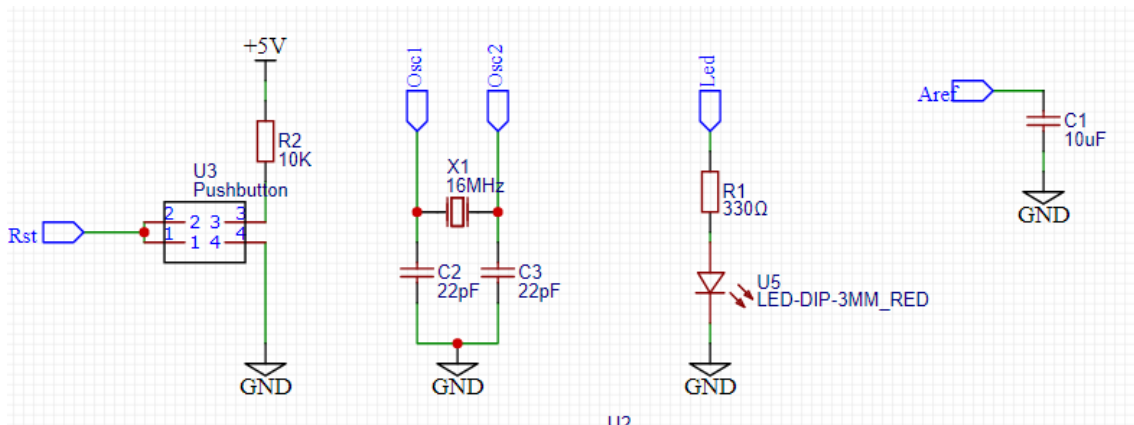 +5V
R2
10K
U3
Pushbutton
2 2 3 3
1 1 4 4
Rst
GND
Osc1
Osc2
X1
16MHz
C2
22pF
C3
22pF
GND
Led
R1
330Ω
U5
LED-DIP-3MM_RED
GND
Aref
C1
10uF
GND
U2